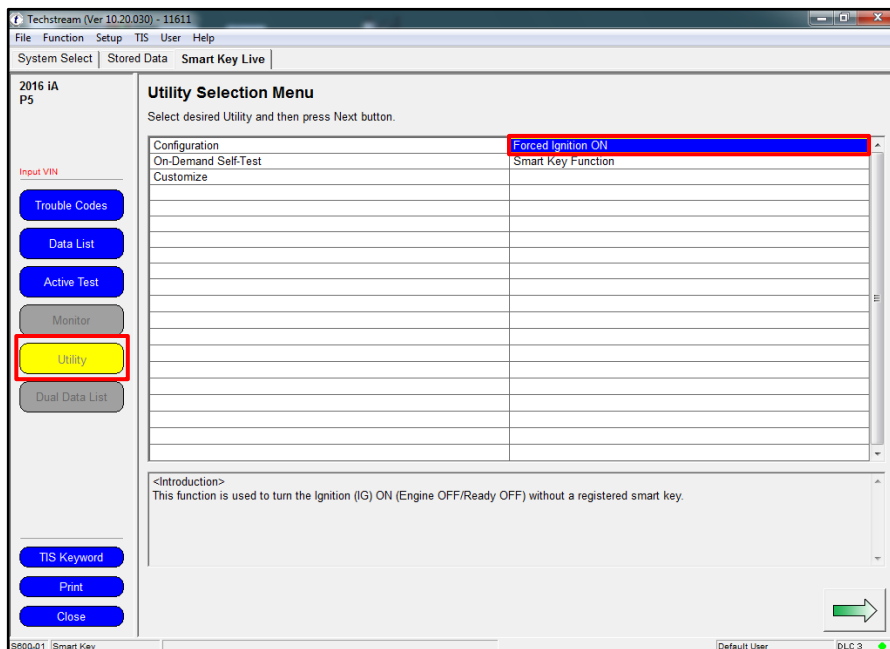 Techstream (Ver 10.20.030) - 11611
File Function Setup TIS User Help
System Select Stored Data Smart Key Live
2016 iA
P5
Input VIN
Trouble Codes
Data List
Active Test
Monitor
Utility
Dual Data List
TIS Keyword
Print
Close
Utility Selection Menu
Select desired Utility and then press Next button.
Configuration Forced Ignition ON
On-Demand Self-Test Smart Key Function
Customize
<Introduction>
This function is used to turn the Ignition (IG) ON (Engine OFF/Ready OFF) without a registered smart key.
S600-01 Smart Key Default User DLC 3